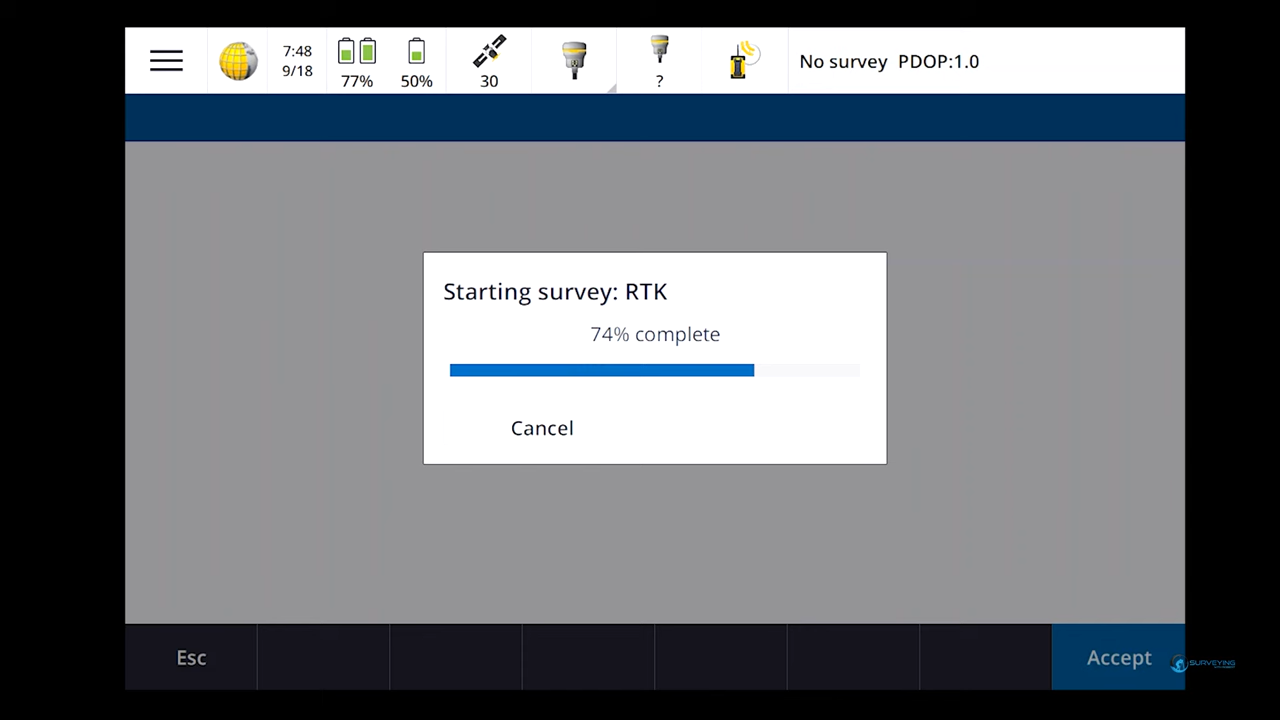 7:48
9/18
77%
50%
30
?
No survey PDOP:1.0
Starting survey: RTK
74% complete
Cancel
Esc
Accept
SURVEYING